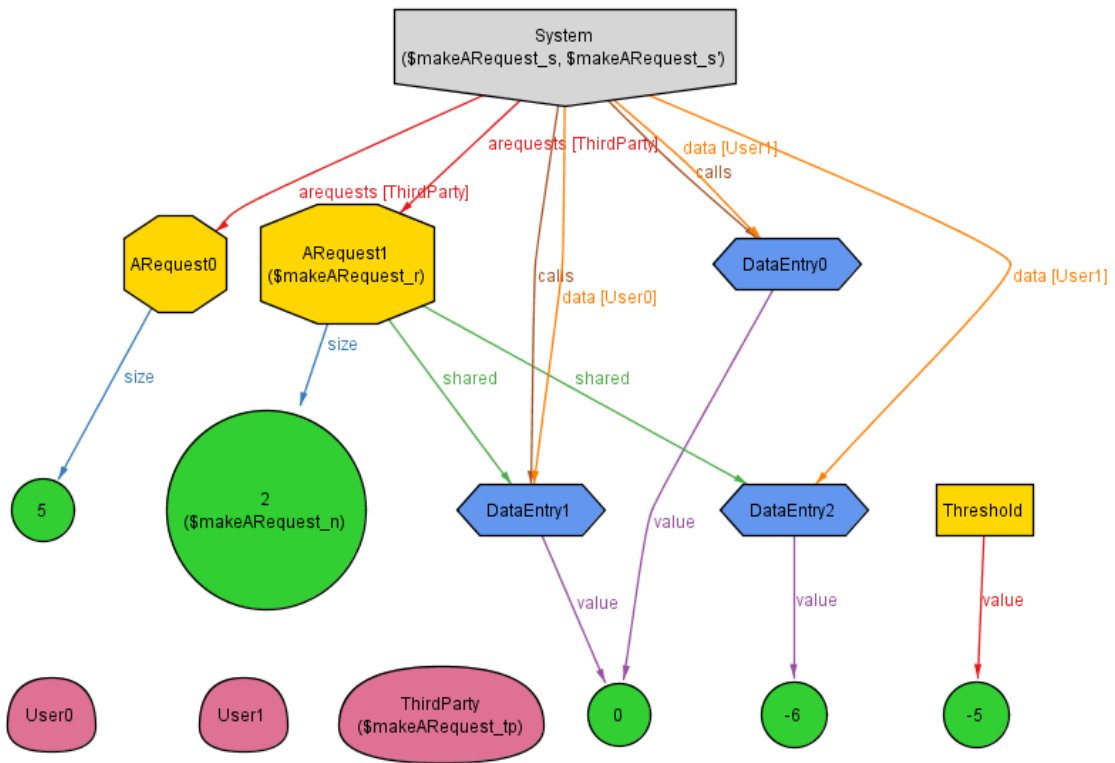 System
($makeARequest_s, $makeARequest_s')
arequests [ThirdParty]
data [User1]
calls
arequests [ThirdParty]
ARequest0
ARequest1
($makeARequest_r)
DataEntry0
calls
data [User1]
data [User0]
size
size
shared
shared
5
2
($makeARequest_n)
DataEntry1
value
DataEntry2
Threshold
value
value
value
User0
User1
ThirdParty
($makeARequest_tp)
0
-6
-5